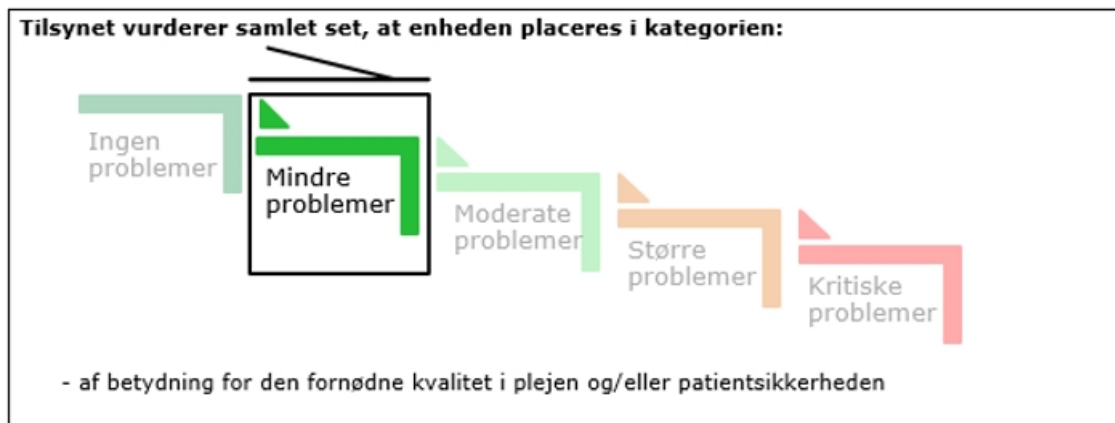 Tilsynet vurderer samlet set, at enheden placeres i kategorien:
Ingen
problemer
Mindre
problemer
Moderate
problemer
Større
problemer
Kritiske
problemer
- af betydning for den fornødne kvalitet i plejen og/eller patientsikkerheden